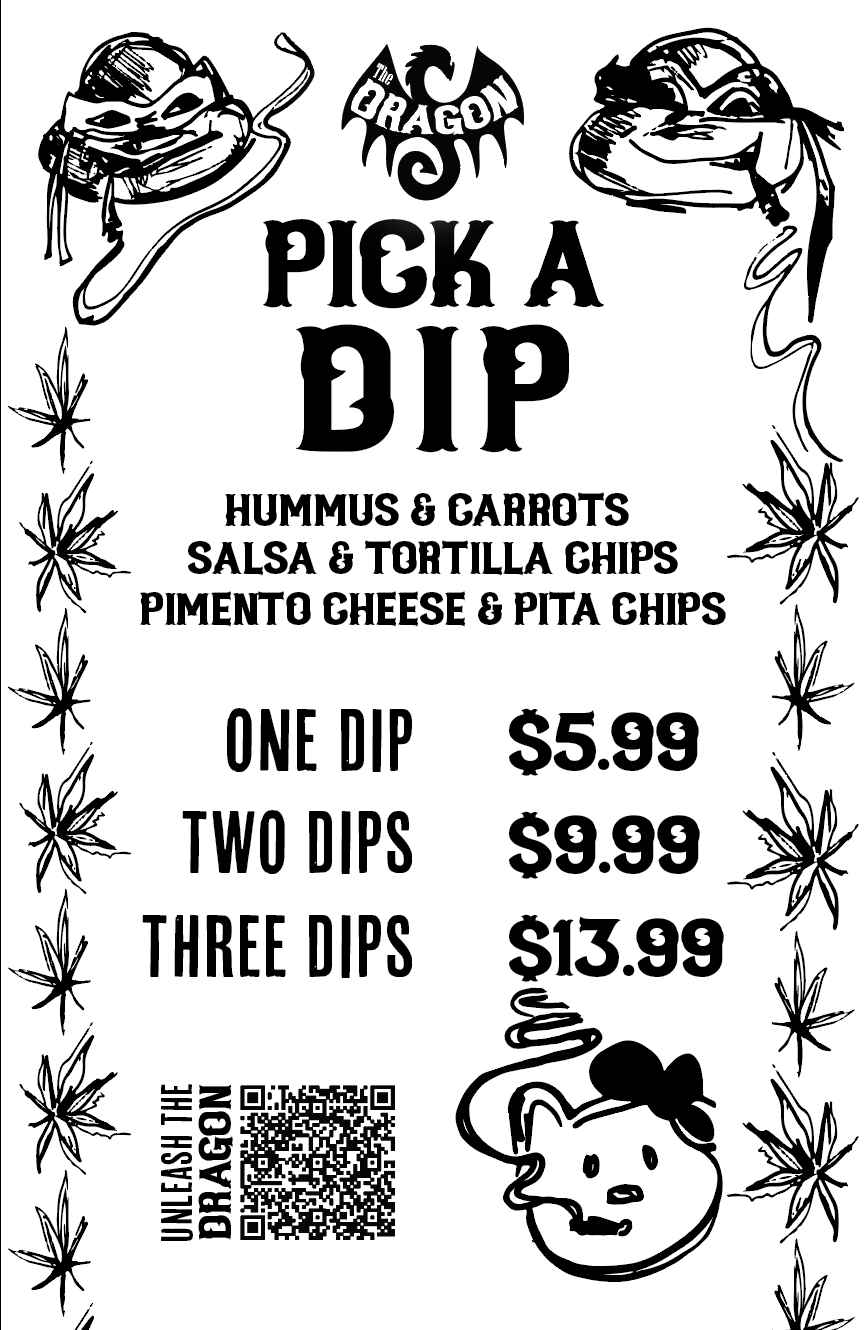 The
DRAGON
PICK A
DIP
HUMMUS & CARROTS
SALSA & TORTILLA CHIPS
PIMENTO CHEESE & PITA CHIPS
ONE DIP $5.99
TWO DIPS $9.99
THREE DIPS $13.99
UNLEASH THE
DRAGON